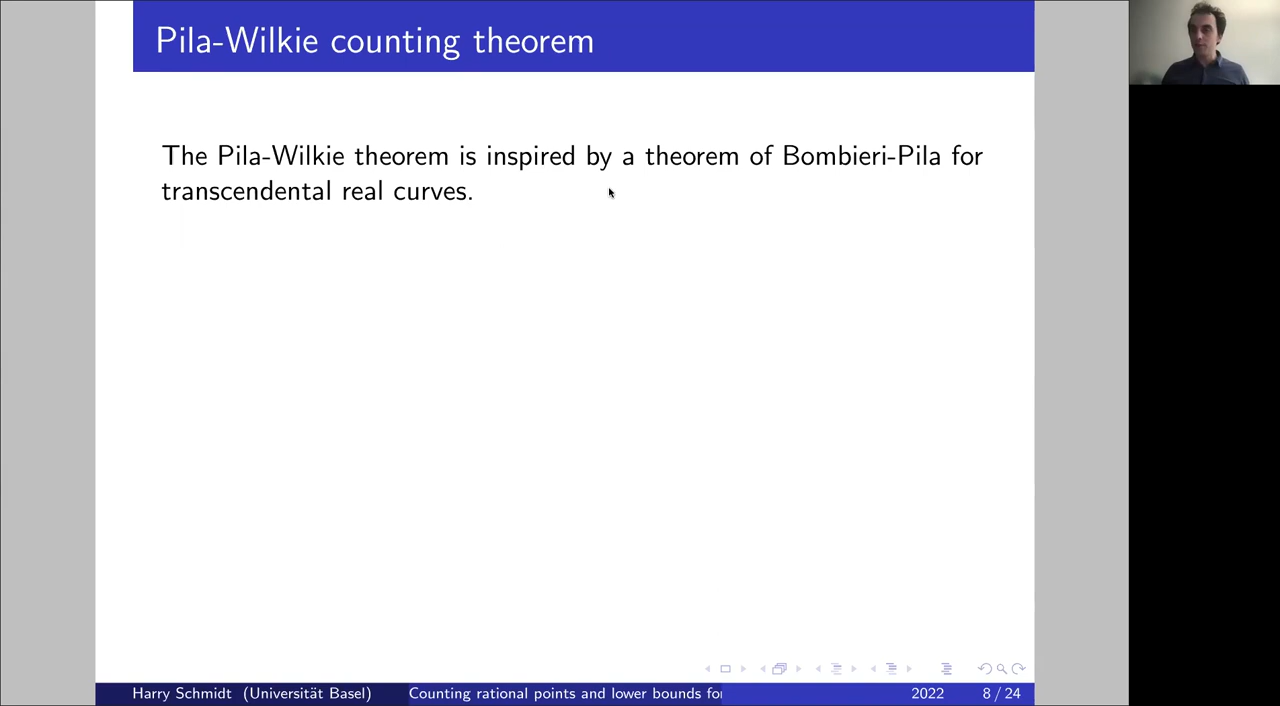 Pila-Wilkie counting theorem
The Pila-Wilkie theorem is inspired by a theorem of Bombieri-Pila for
transcendental real curves.
Harry Schmidt (Universität Basel) Counting rational points and lower bounds for 2022 8 / 24